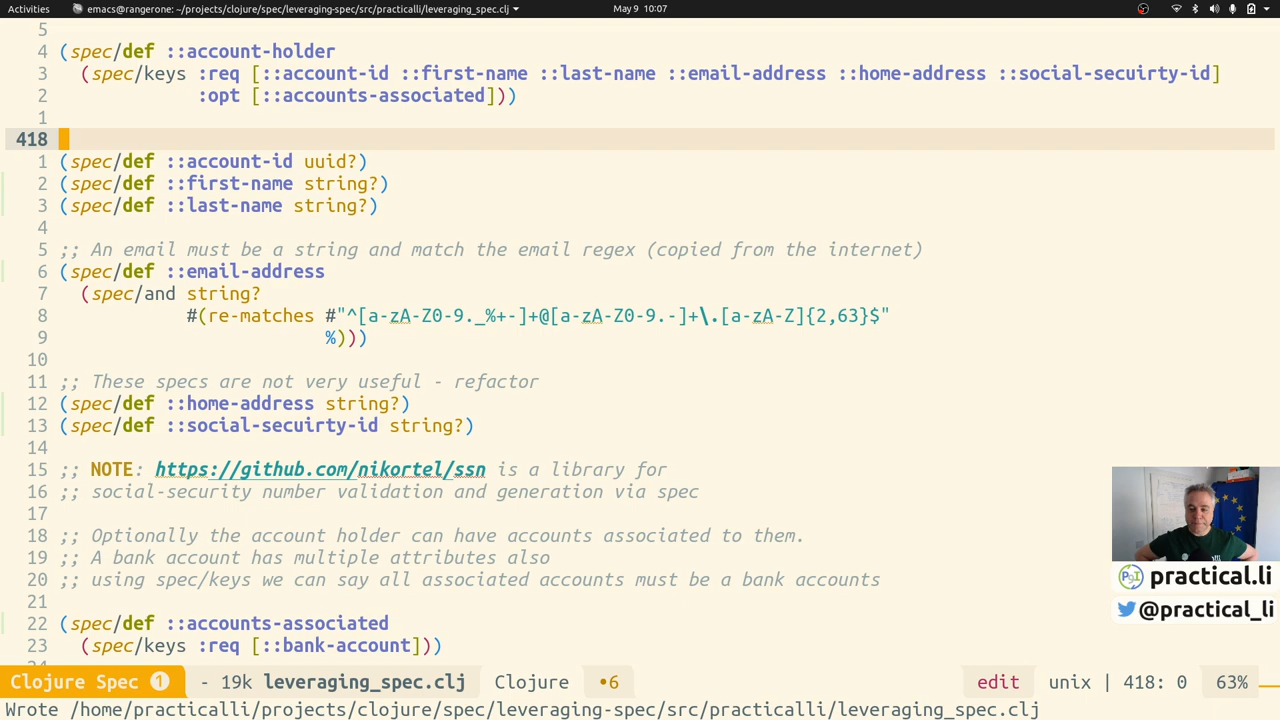 Activities emacs@rangerone: ~/projects/clojure/spec/leveraging-spec/src/practicalli/leveraging_spec.clj May 9 10:07
5
4 (spec/def ::account-holder
3 (spec/keys :req [::account-id ::first-name ::last-name ::email-address ::home-address ::social-secuirty-id]
2 :opt [::accounts-associated]))
1
418
1 (spec/def ::account-id uuid?)
2 (spec/def ::first-name string?)
3 (spec/def ::last-name string?)
4
5 ;; An email must be a string and match the email regex (copied from the internet)
6 (spec/def ::email-address
7 (spec/and string?
8 #(re-matches #"^[a-zA-Z0-9._%+-]+@[a-zA-Z0-9.-]+\.[a-zA-Z]{2,63}$"
9 %)))
10
11 ;; These specs are not very useful - refactor
12 (spec/def ::home-address string?)
13 (spec/def ::social-secuirty-id string?)
14
15 ;; NOTE: https://github.com/nikortel/ssn is a library for
16 ;; social-security number validation and generation via spec
17
18 ;; Optionally the account holder can have accounts associated to them.
19 ;; A bank account has multiple attributes also
20 ;; using spec/keys we can say all associated accounts must be a bank accounts
21
22 (spec/def ::accounts-associated
23 (spec/keys :req [::bank-account]))
practical.li
@practical_li
Clojure Spec 1 - 19k leveraging_spec.clj Clojure •6 edit unix | 418: 0 63%
Wrote /home/practicalli/projects/clojure/spec/leveraging-spec/src/practicalli/leveraging_spec.clj